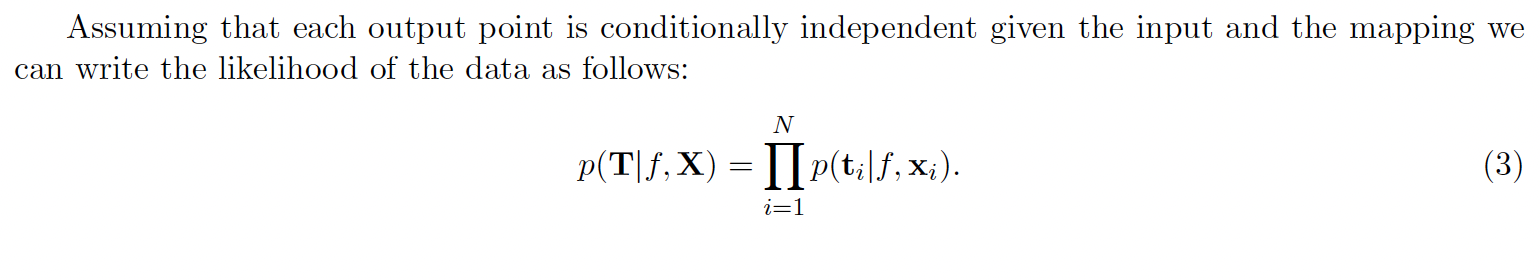 Assuming that each output point is conditionally independent given the input and the mapping we
can write the likelihood of the data as follows:
p(𝐓|f, 𝐗) = ∏_{i=1}^{N} p(𝐭_i|f, 𝐱_i). (3)